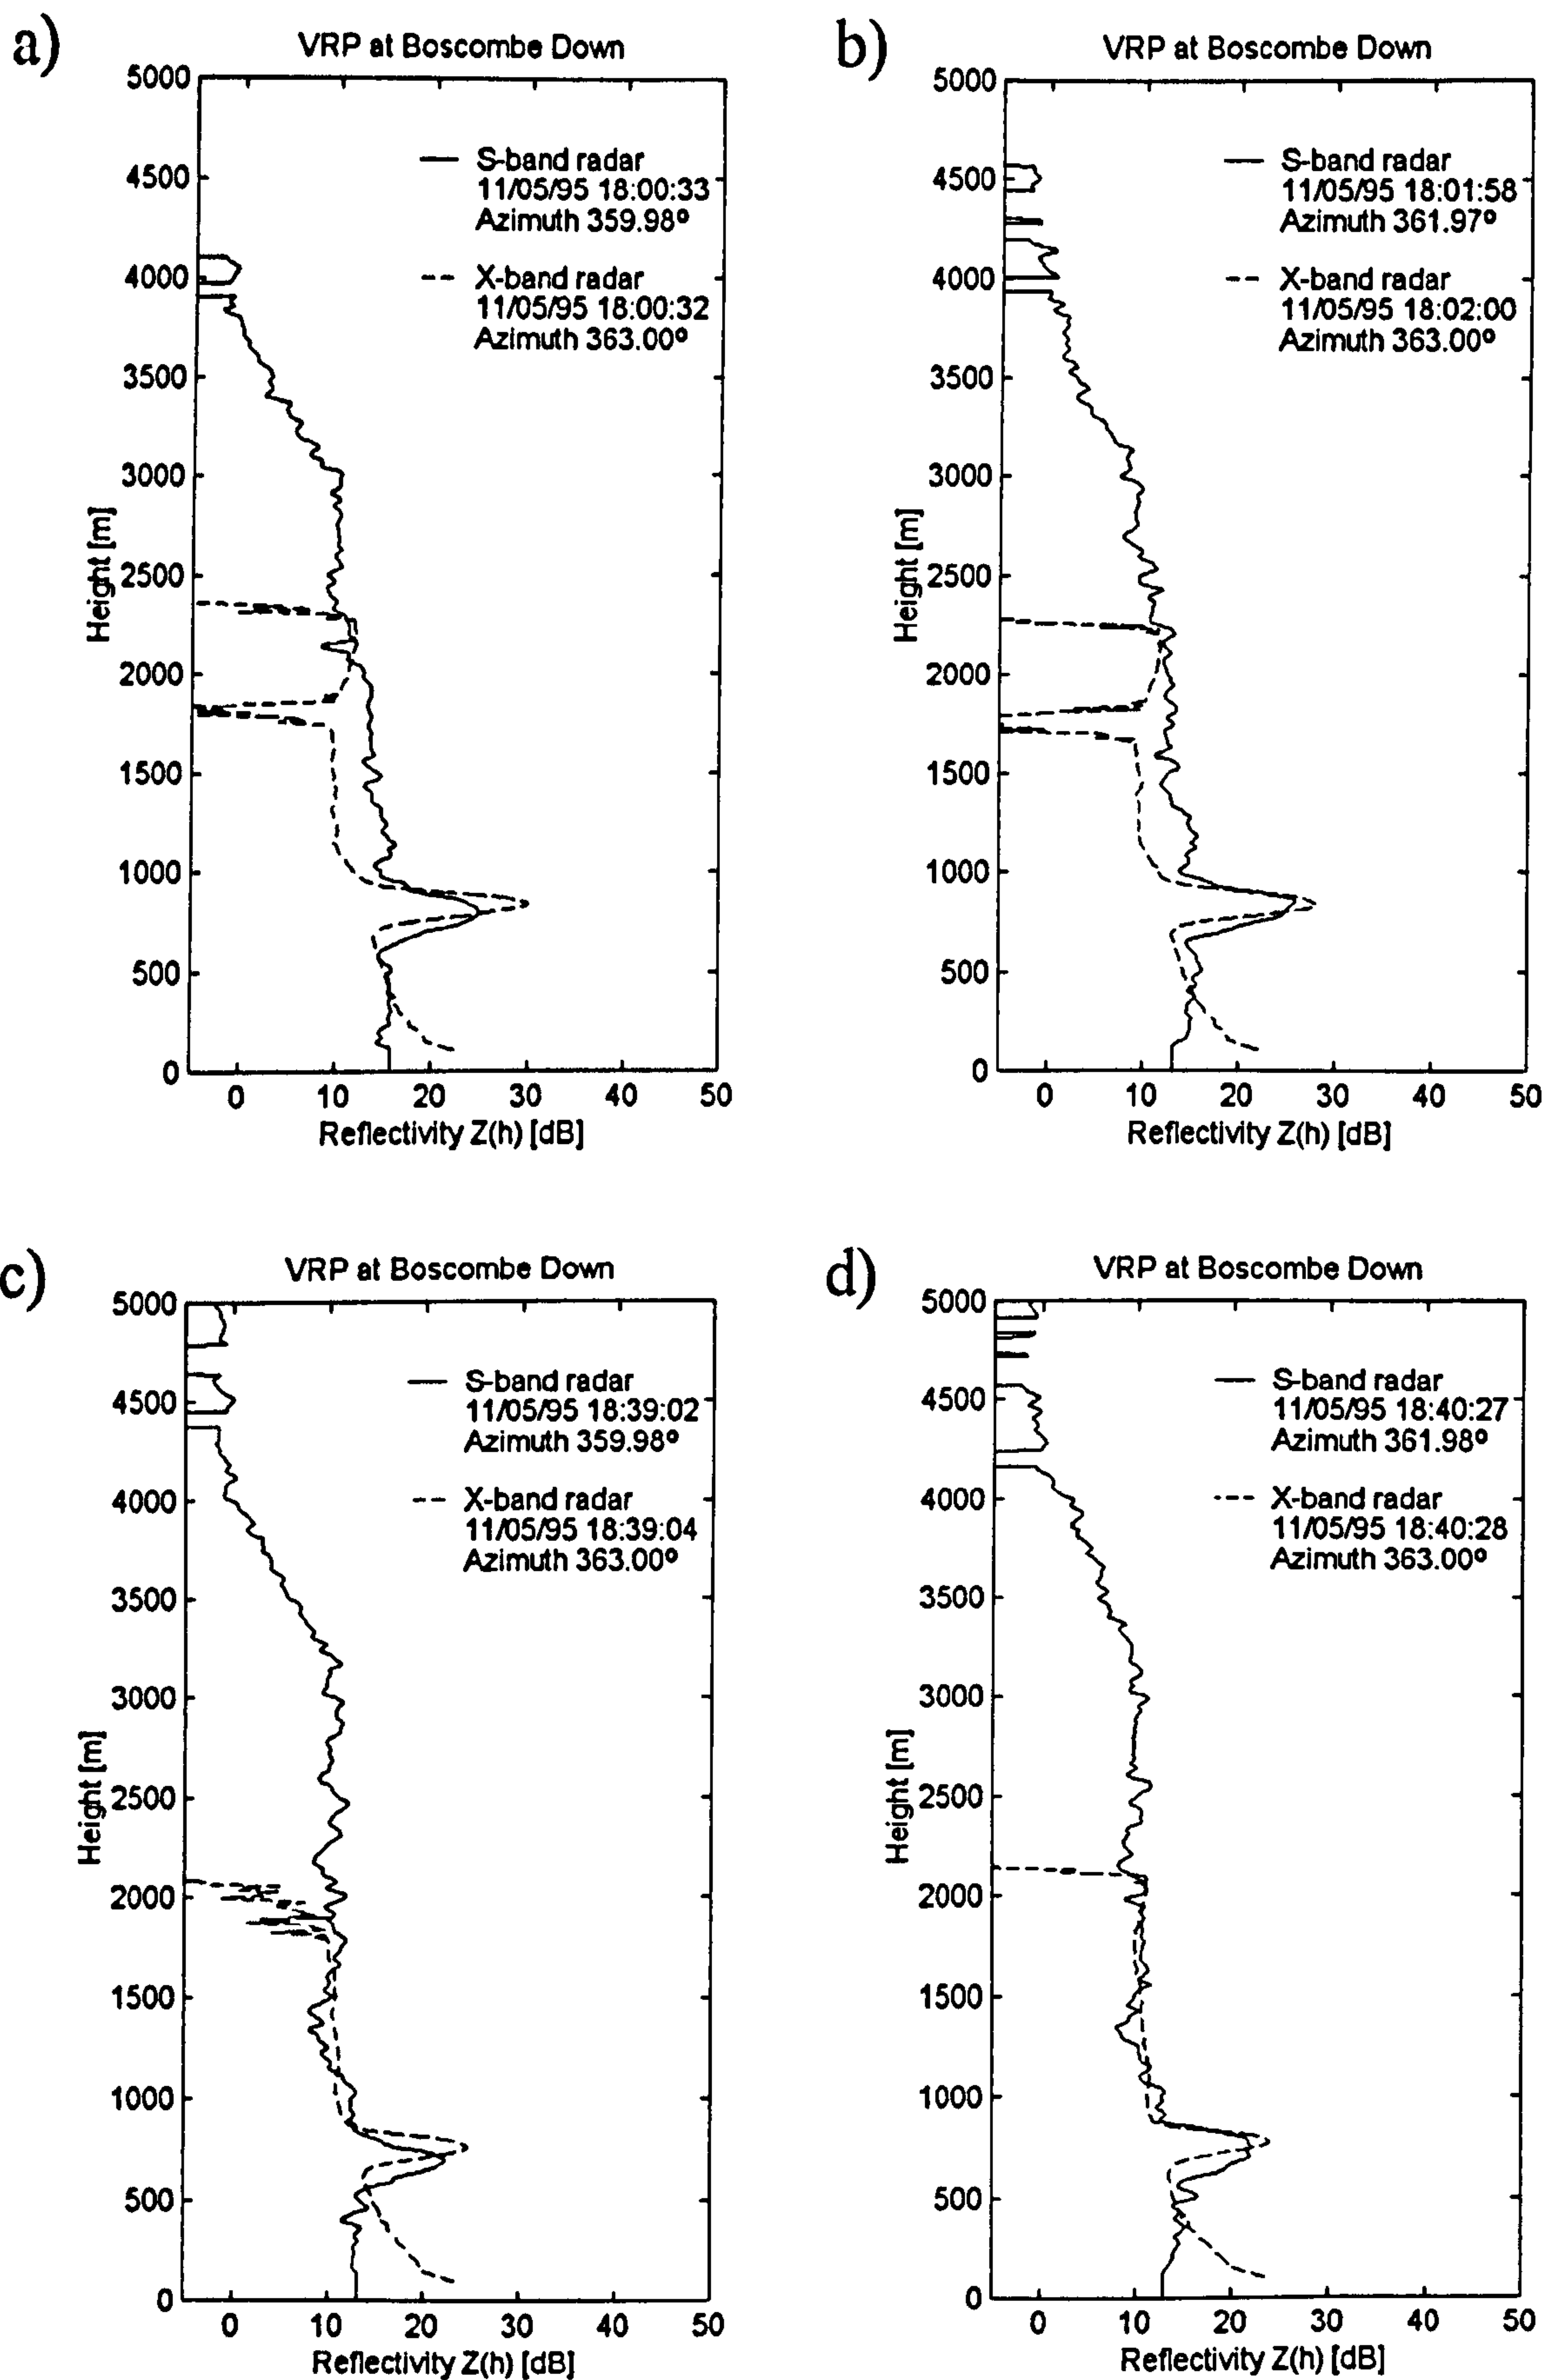 a)
VRP at Boscombe Down
5000
4500
4000
3500
3000
2500
2000
1500
1000
500
0
Height [m]
S-band radar
11/05/95 18:00:33
Azimuth 359.98º
X-band radar
11/05/95 18:00:32
Azimuth 363.00º
0 10 20 30 40 50
Reflectivity Z(h) [dB]
b)
VRP at Boscombe Down
5000
4500
4000
3500
3000
2500
2000
1500
1000
500
0
Height [m]
S-band radar
11/05/95 18:01:58
Azimuth 361.97º
X-band radar
11/05/95 18:02:00
Azimuth 363.00º
0 10 20 30 40 50
Reflectivity Z(h) [dB]
c)
VRP at Boscombe Down
5000
4500
4000
3500
3000
2500
2000
1500
1000
500
0
Height [m]
S-band radar
11/05/95 18:39:02
Azimuth 359.98º
X-band radar
11/05/95 18:39:04
Azimuth 363.00º
0 10 20 30 40 50
Reflectivity Z(h) [dB]
d)
VRP at Boscombe Down
5000
4500
4000
3500
3000
2500
2000
1500
1000
500
0
Height [m]
S-band radar
11/05/95 18:40:27
Azimuth 361.98º
X-band radar
11/05/95 18:40:28
Azimuth 363.00º
0 10 20 30 40 50
Reflectivity Z(h) [dB]